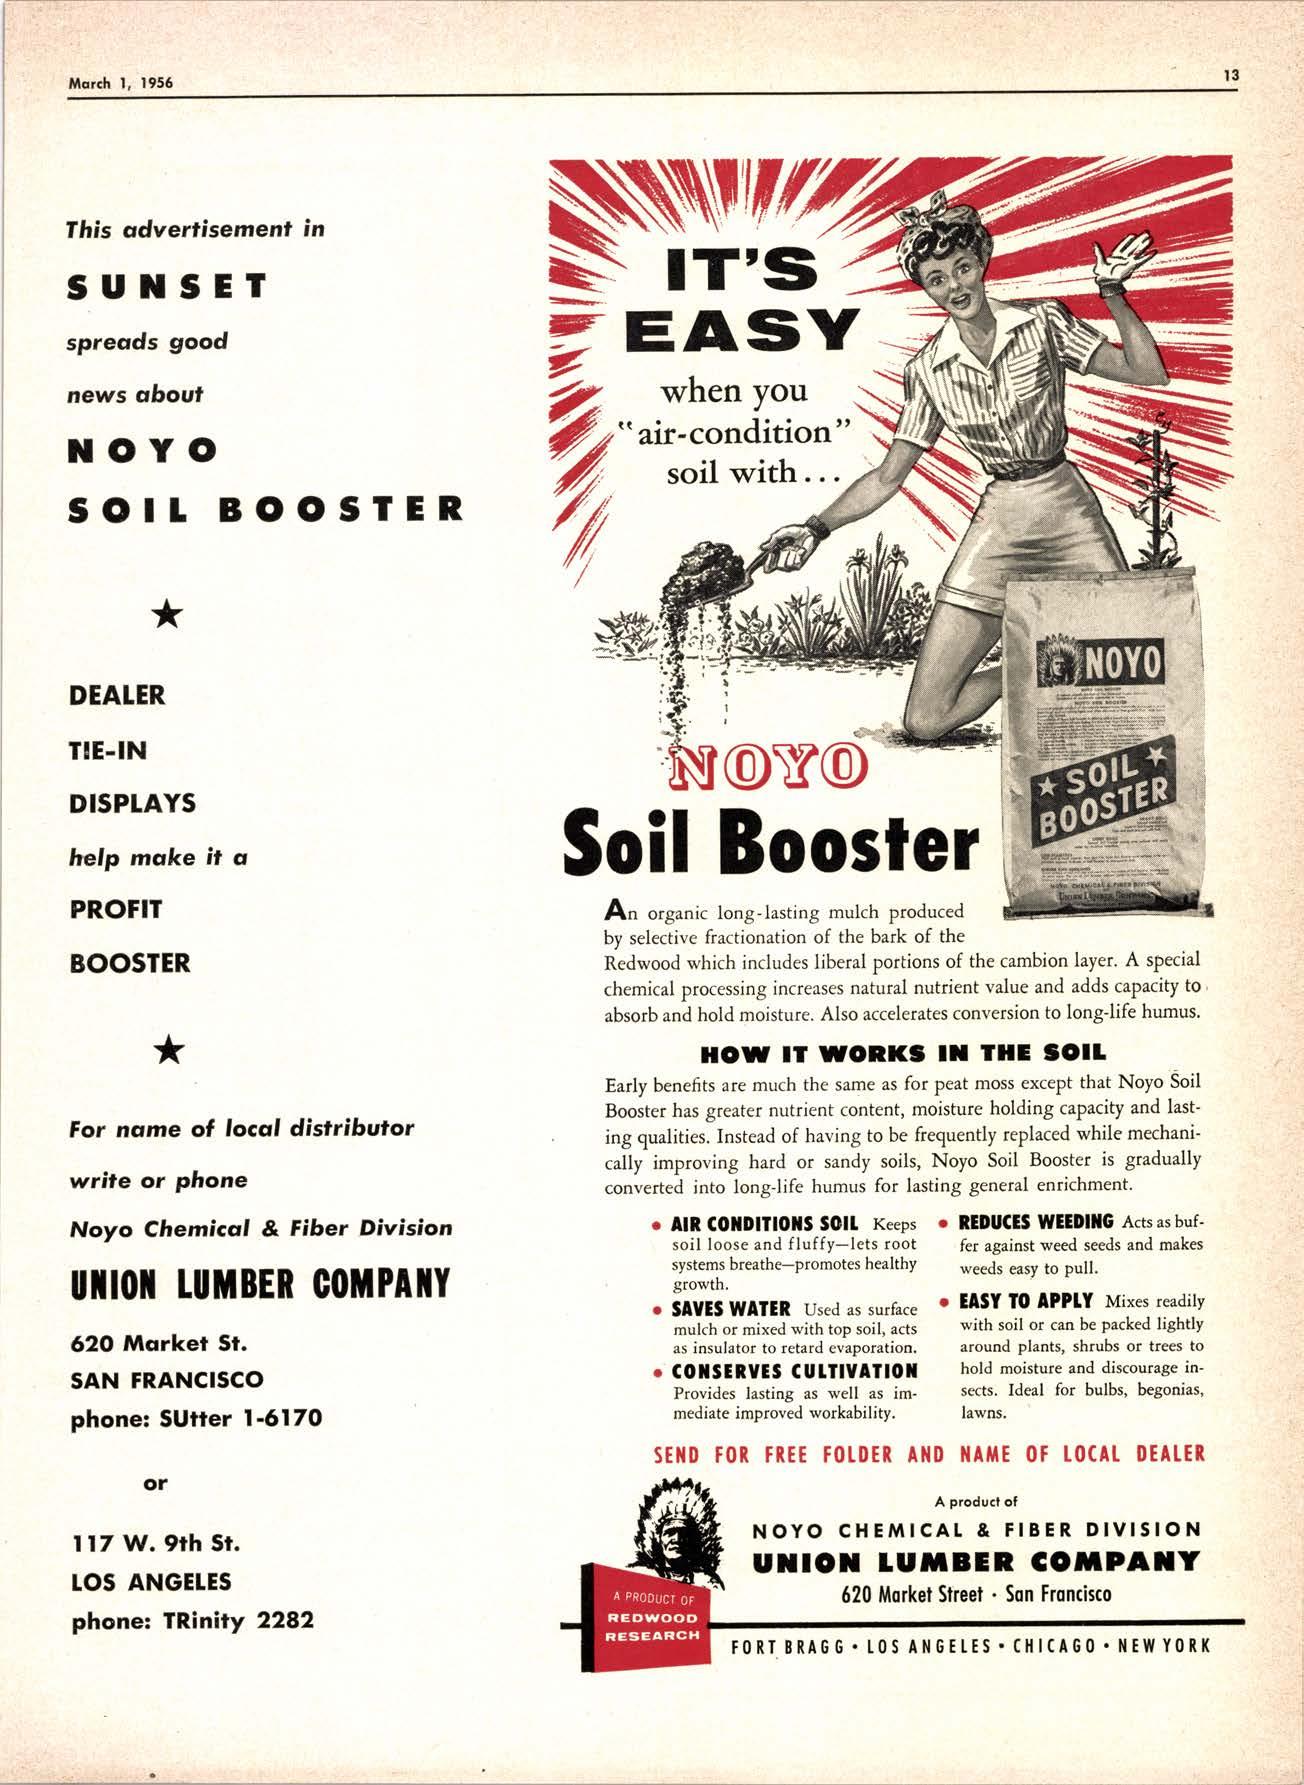 March 1, 1956
13
This advertisement in
SUNSET
spreads good
news about
NOYO
SOIL BOOSTER
DEALER
TIE-IN
DISPLAYS
help make it a
PROFIT
BOOSTER
For name of local distributor
write or phone
Noyo Chemical & Fiber Division
UNION LUMBER COMPANY
620 Market St.
SAN FRANCISCO
phone: SUtter 1-6170
or
117 W. 9th St.
LOS ANGELES
phone: TRinity 2282
IT'S
EASY
when you
"air-condition"
soil with...
NOYO
SOIL
BOOSTER
NOYO CHEMICAL & FIBER DIVISION
Union Lumber Company
NOYO
Soil Booster
An organic long-lasting mulch produced
by selective fractionation of the bark of the
Redwood which includes liberal portions of the cambion layer. A special
chemical processing increases natural nutrient value and adds capacity to
absorb and hold moisture. Also accelerates conversion to long-life humus.
HOW IT WORKS IN THE SOIL
Early benefits are much the same as for peat moss except that Noyo Soil
Booster has greater nutrient content, moisture holding capacity and last-
ing qualities. Instead of having to be frequently replaced while mechani-
cally improving hard or sandy soils, Noyo Soil Booster is gradually
converted into long-life humus for lasting general enrichment.
• AIR CONDITIONS SOIL Keeps
soil loose and fluffy—lets root
systems breathe—promotes healthy
growth.
• SAVES WATER Used as surface
mulch or mixed with top soil, acts
as insulator to retard evaporation.
• CONSERVES CULTIVATION
Provides lasting as well as im-
mediate improved workability.
• REDUCES WEEDING Acts as buf-
fer against weed seeds and makes
weeds easy to pull.
• EASY TO APPLY Mixes readily
with soil or can be packed lightly
around plants, shrubs or trees to
hold moisture and discourage in-
sects. Ideal for bulbs, begonias,
lawns.
SEND FOR FREE FOLDER AND NAME OF LOCAL DEALER
A product of
NOYO CHEMICAL & FIBER DIVISION
UNION LUMBER COMPANY
620 Market Street · San Francisco
A PRODUCT OF
REDWOOD
RESEARCH
FORT BRAGG • LOS ANGELES • CHICAGO • NEW YORK